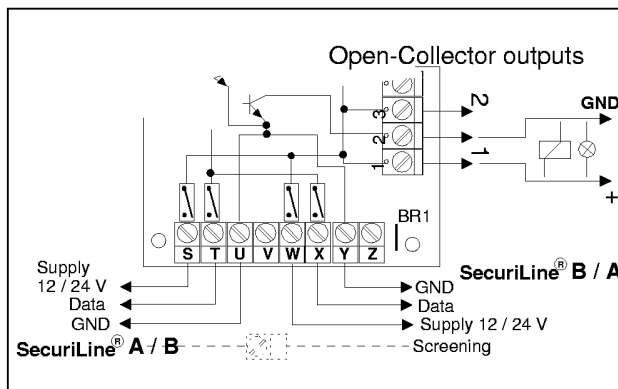 Open-Collector outputs
3
2
1
2
1
GND
+
BR1
S T U V W X Y Z
Supply
12 / 24 V
Data
GND
SecuriLine® A / B
SecuriLine® B / A
GND
Data
Supply 12 / 24 V
Screening